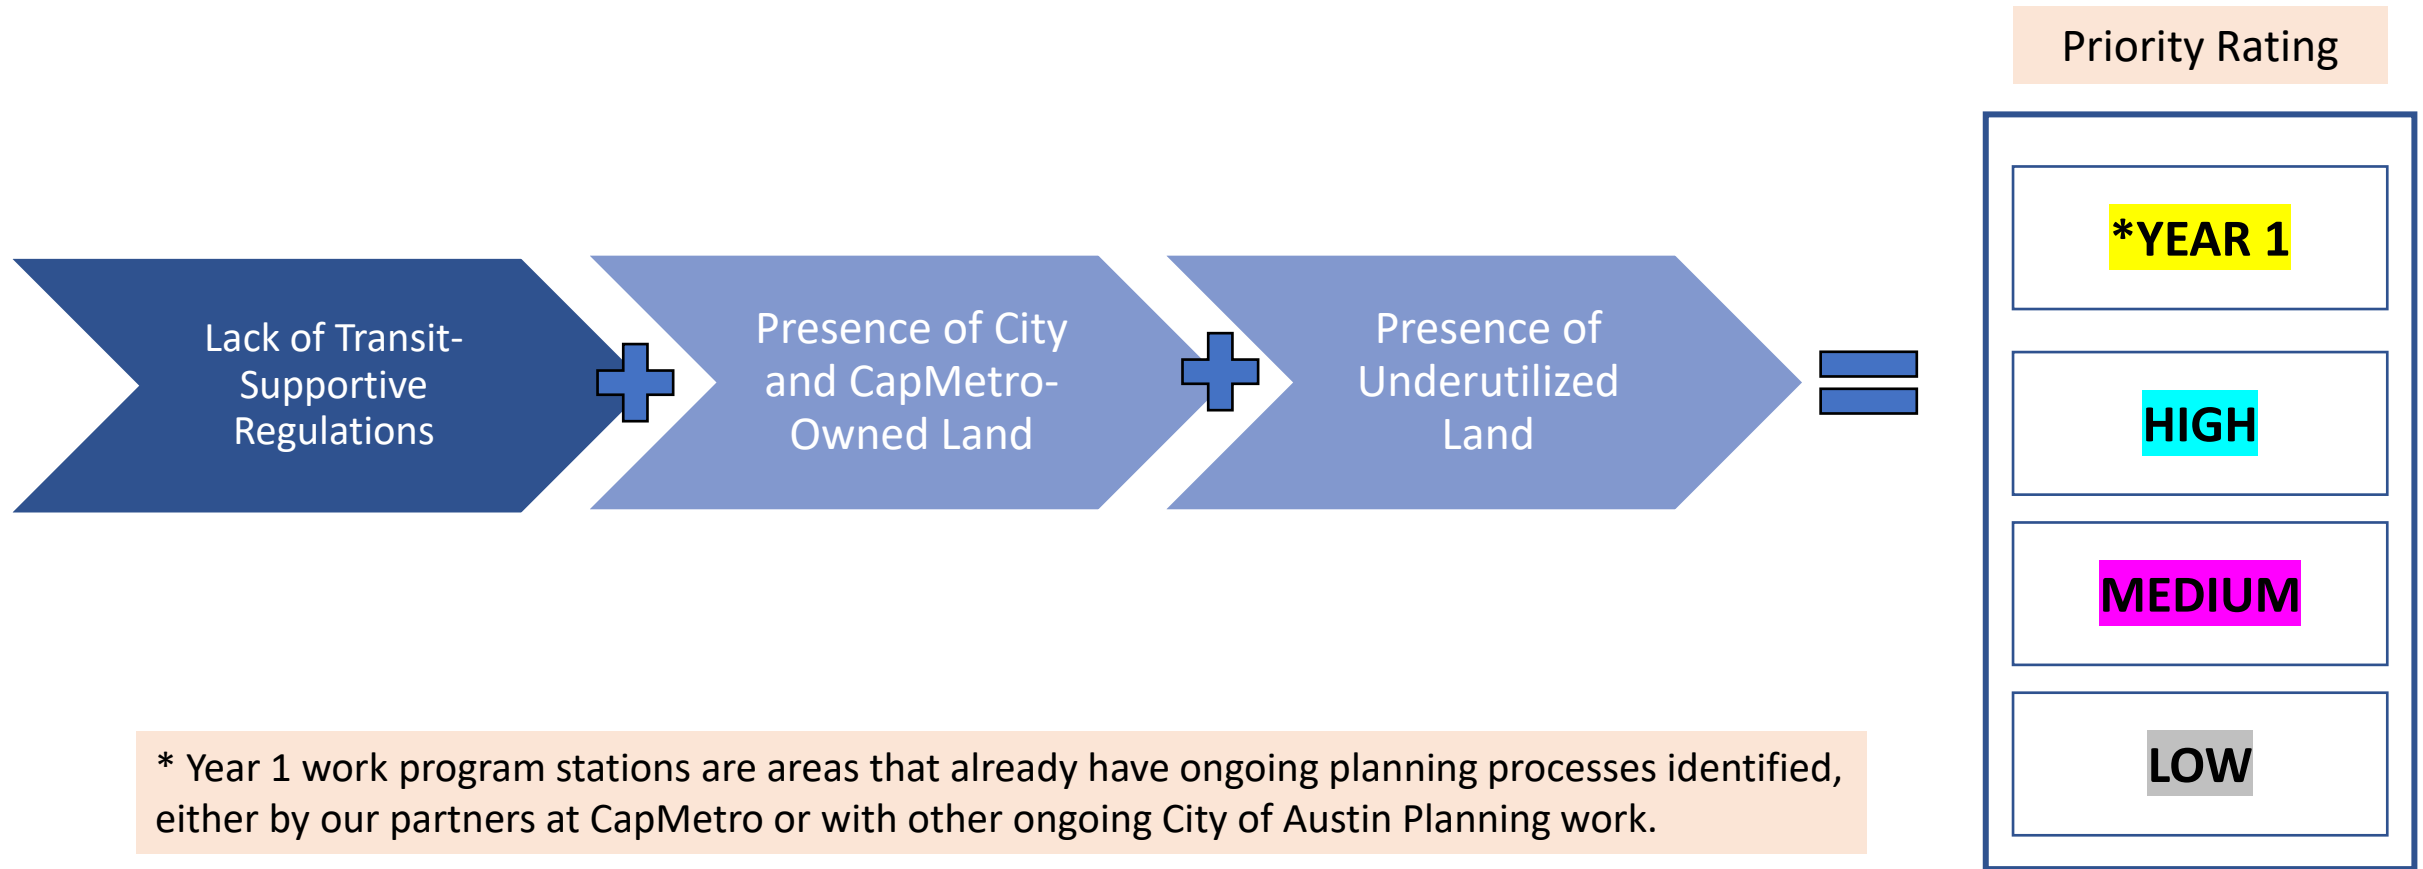 Priority Rating
Lack of Transit-
Supportive
Regulations
Presence of City
and CapMetro-
Owned Land
Presence of
Underutilized
Land
*YEAR 1
HIGH
MEDIUM
LOW
* Year 1 work program stations are areas that already have ongoing planning processes identified,
either by our partners at CapMetro or with other ongoing City of Austin Planning work.